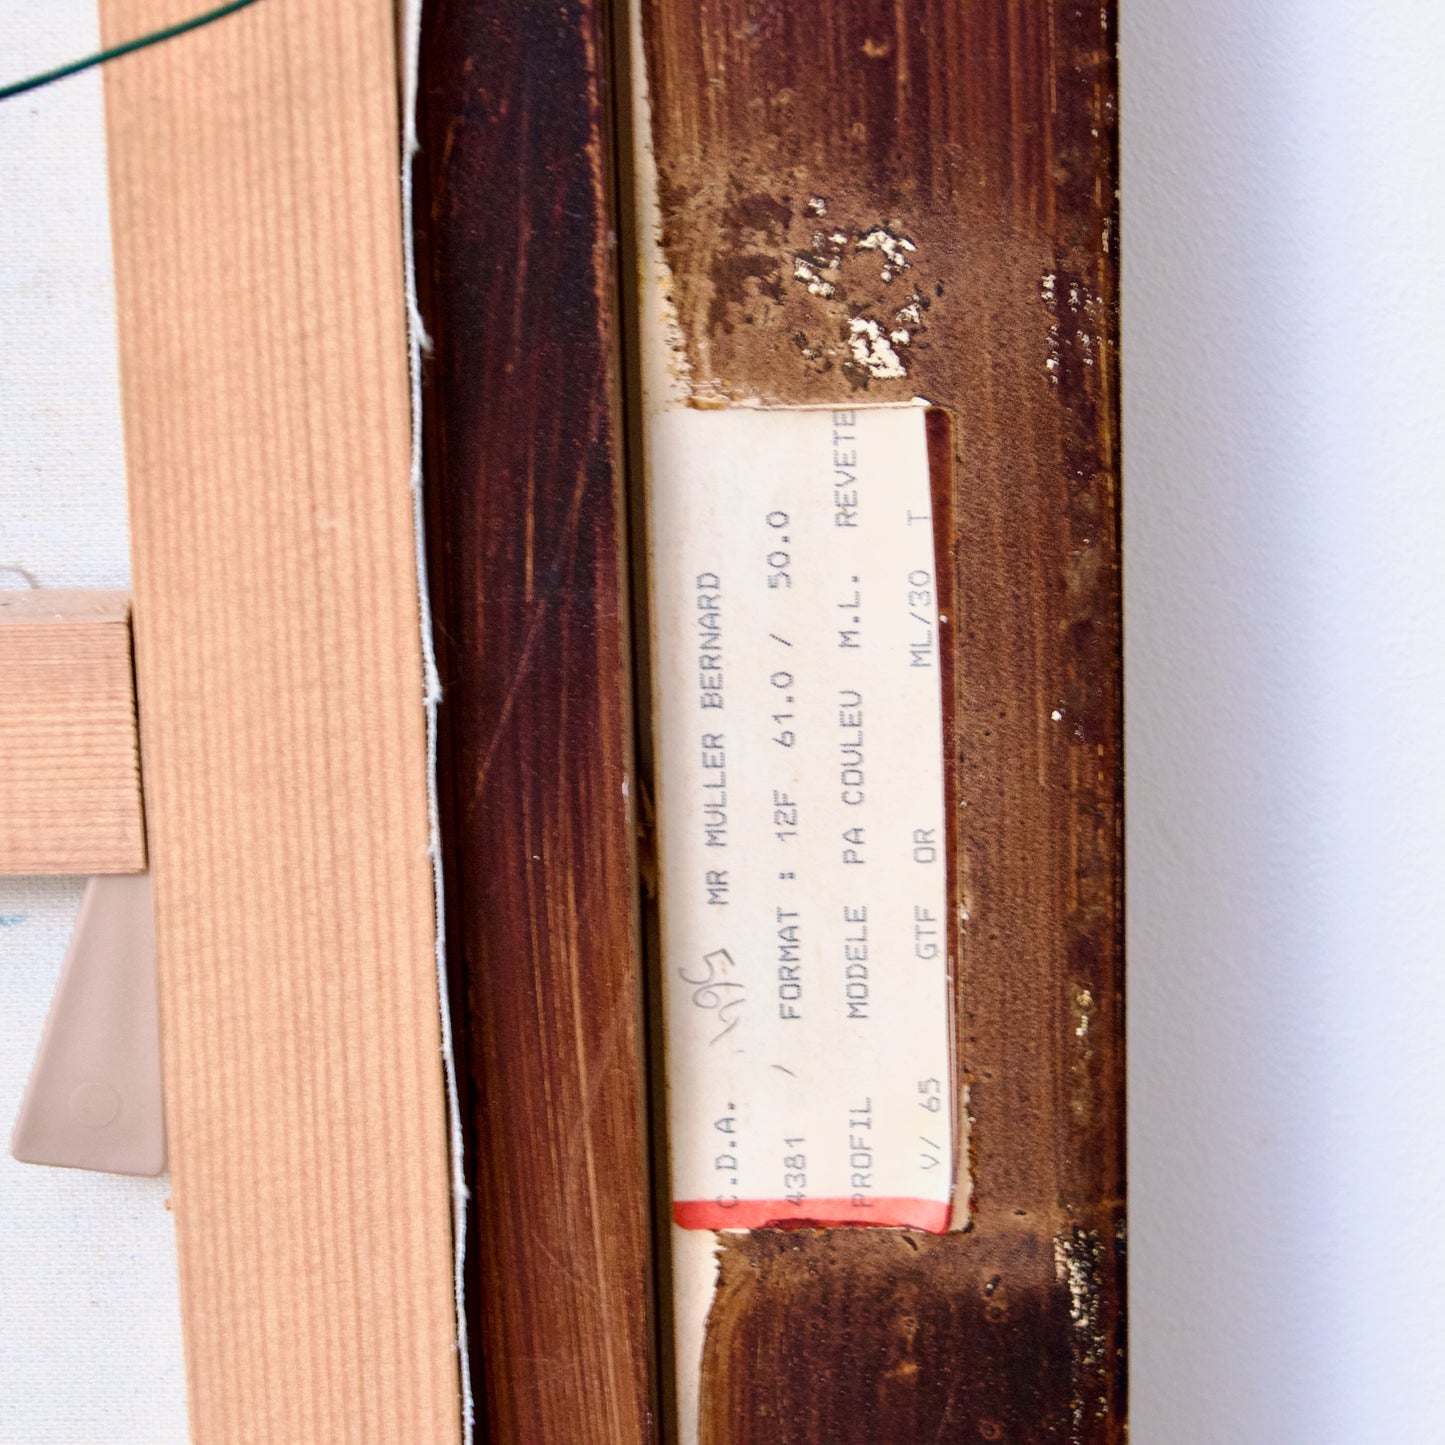 C.D.A. MR MULLER BERNARD
4381 / FORMAT : 12F 61.0 / 50.0
PROFIL MODELE PA COULEU M.L. REVETE
V/ 65 GTF OR ML/30 T